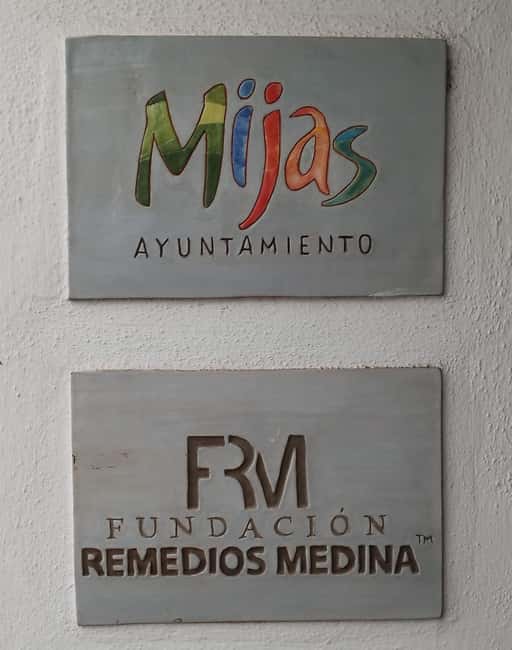 Mijas
AYUNTAMIENTO
FRM
FUNDACIÓN
REMEDIOS MEDINA™